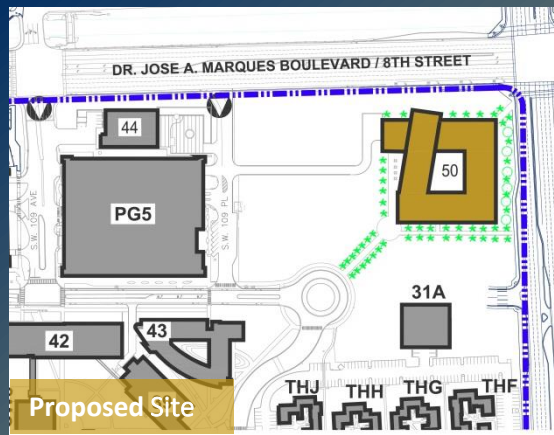 DR. JOSE A. MARQUES BOULEVARD / 8TH STREET
44
50
PG5
S.W. 109 AVE
S.W. 109 PL
31A
42
43
THJ
THH
THG
THF
Proposed Site